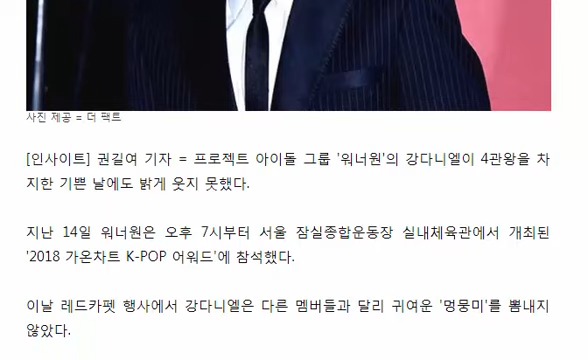 사진 제공 = 더 팩트
[인사이트] 권길여 기자 = 프로젝트 아이돌 그룹 '워너원'의 강다니엘이 4관왕을 차
지한 기쁜 날에도 밝게 웃지 못했다.
지난 14일 워너원은 오후 7시부터 서울 잠실종합운동장 실내체육관에서 개최된
'2018 가온차트 K-POP 어워드'에 참석했다.
이날 레드카펫 행사에서 강다니엘은 다른 멤버들과 달리 귀여운 '멍뭉미'를 뽐내지
않았다.